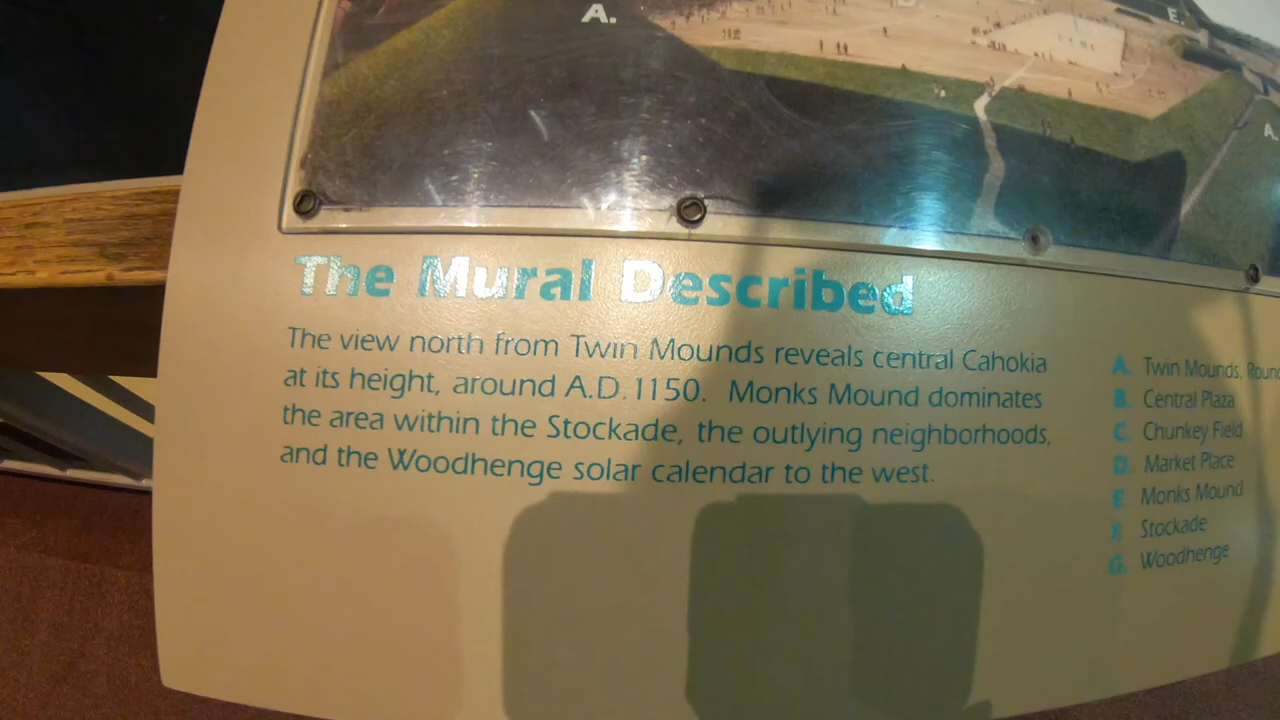 A.
E.
A.
The Mural Described
The view north from Twin Mounds reveals central Cahokia
at its height, around A.D. 1150. Monks Mound dominates
the area within the Stockade, the outlying neighborhoods,
and the Woodhenge solar calendar to the west.
A. Twin Mounds, Round
B. Central Plaza
C. Chunkey Field
D. Market Place
E Monks Mound
F Stockade
G. Woodhenge